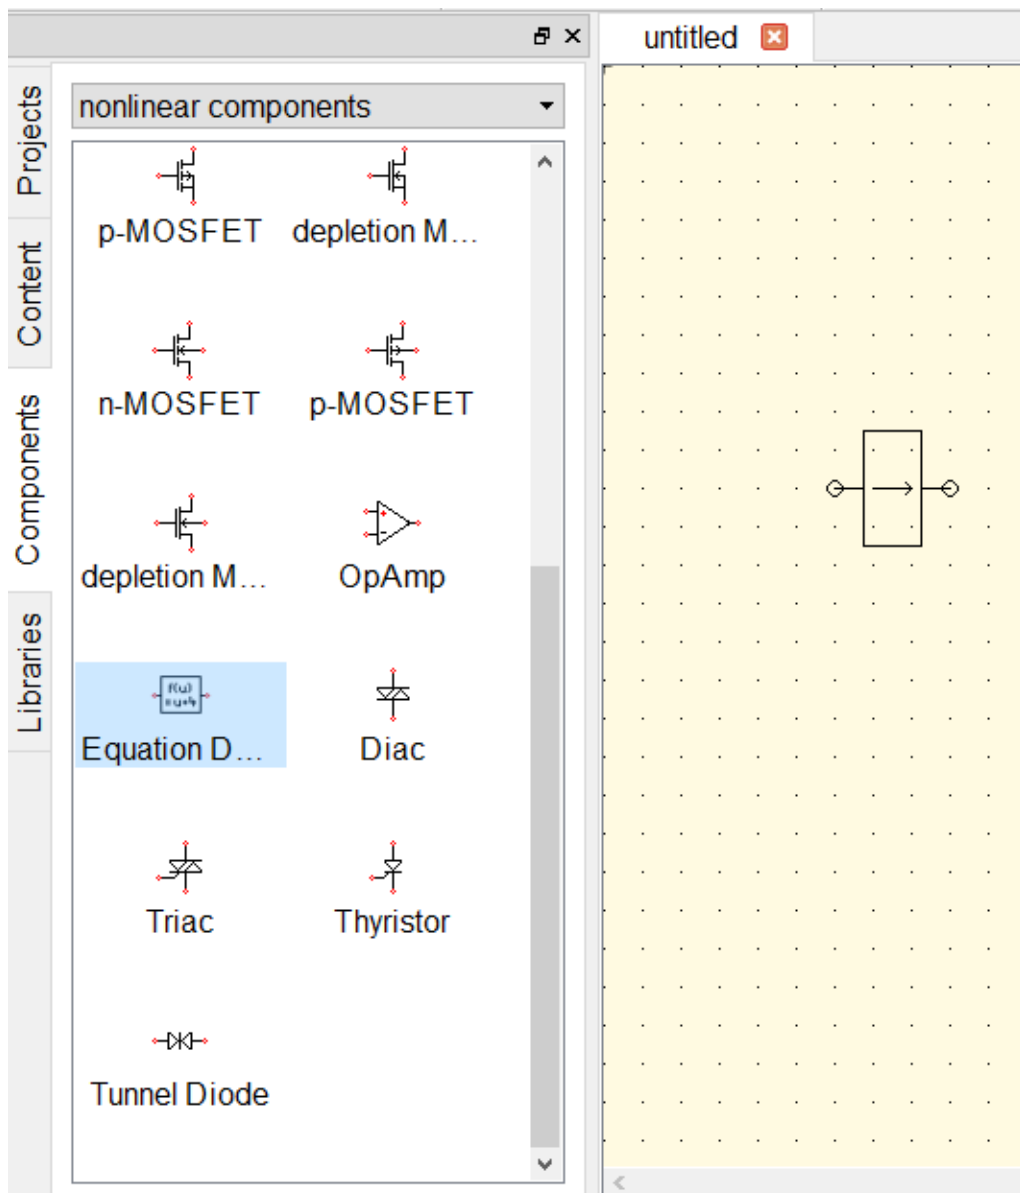 untitled
Projects
Content
Components
Libraries
nonlinear components
p-MOSFET
depletion M...
n-MOSFET
p-MOSFET
depletion M...
OpAmp
f(u)
Equation D...
Diac
Triac
Thyristor
Tunnel Diode